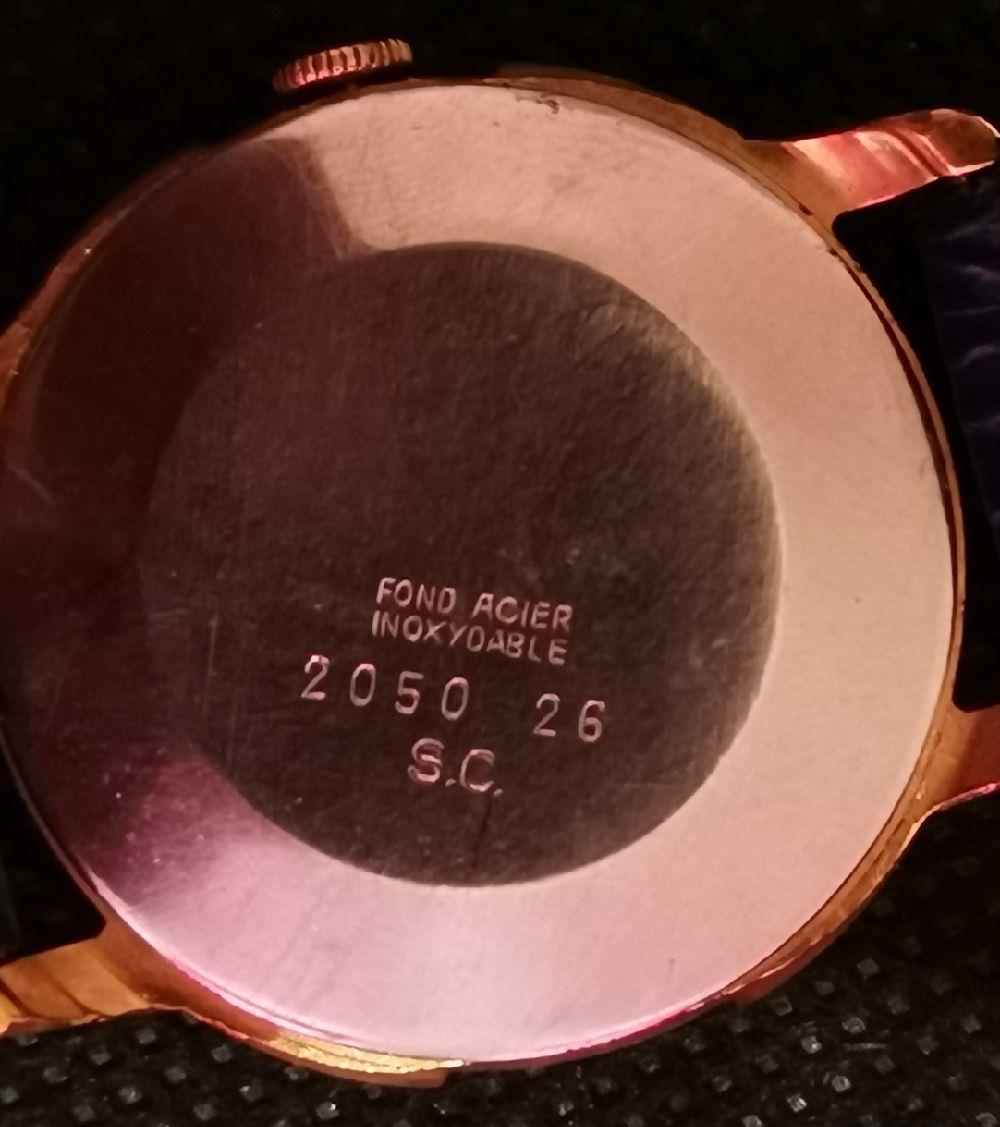 FOND ACIER
INOXYDABLE
2050 26
S.C.